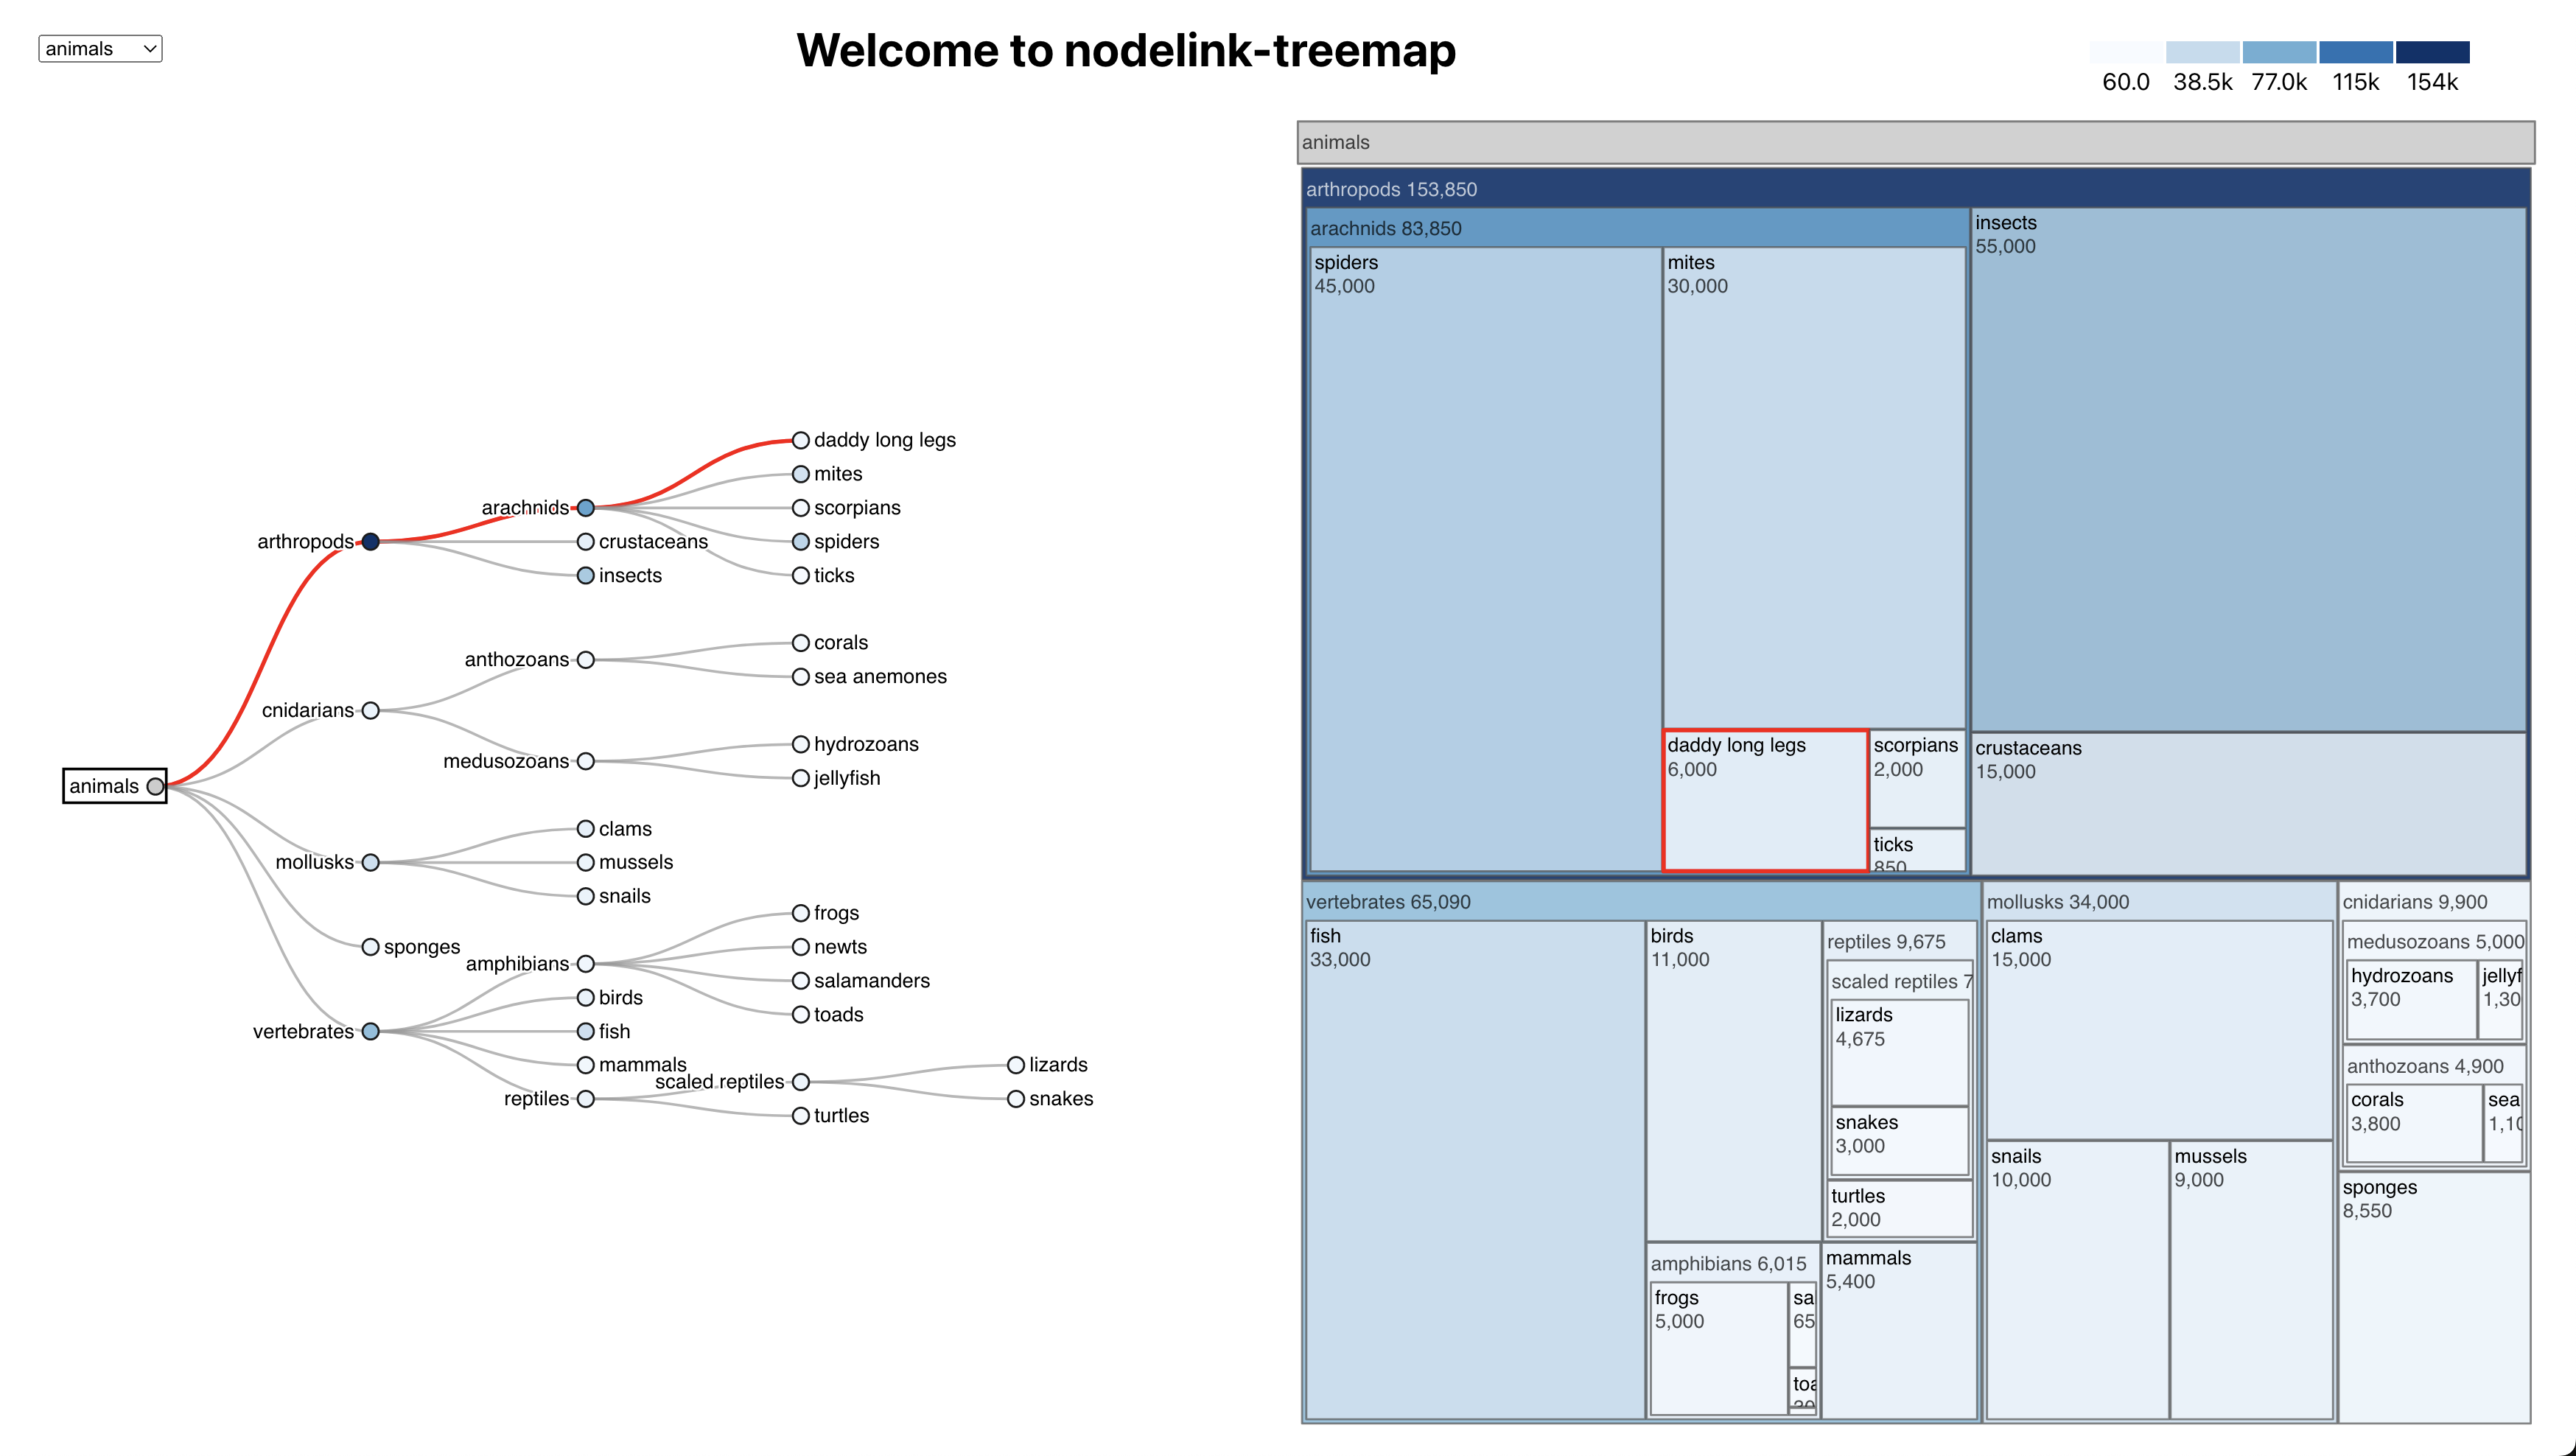 animals
Welcome to nodelink-treemap
60.0 38.5k 77.0k 115k 154k
daddy long legs
mites
arachnids
scorpians
arthropods
crustaceans
spiders
insects
ticks
corals
anthozoans
sea anemones
cnidarians
hydrozoans
medusozoans
jellyfish
animals
clams
mollusks
mussels
snails
frogs
sponges
newts
amphibians
salamanders
birds
toads
vertebrates
fish
mammals
lizards
scaled reptiles
reptiles
snakes
turtles
animals
arthropods 153,850
arachnids 83,850
spiders
45,000
mites
30,000
daddy long legs
6,000
scorpians
2,000
ticks
850
insects
55,000
crustaceans
15,000
vertebrates 65,090
fish
33,000
birds
11,000
reptiles 9,675
scaled reptiles 7
lizards
4,675
snakes
3,000
turtles
2,000
amphibians 6,015
frogs
5,000
sa
65
toa
mammals
5,400
mollusks 34,000
clams
15,000
snails
10,000
mussels
9,000
cnidarians 9,900
medusozoans 5,000
hydrozoans
3,700
jellyf
1,30
anthozoans 4,900
corals
3,800
sea
1,10
sponges
8,550